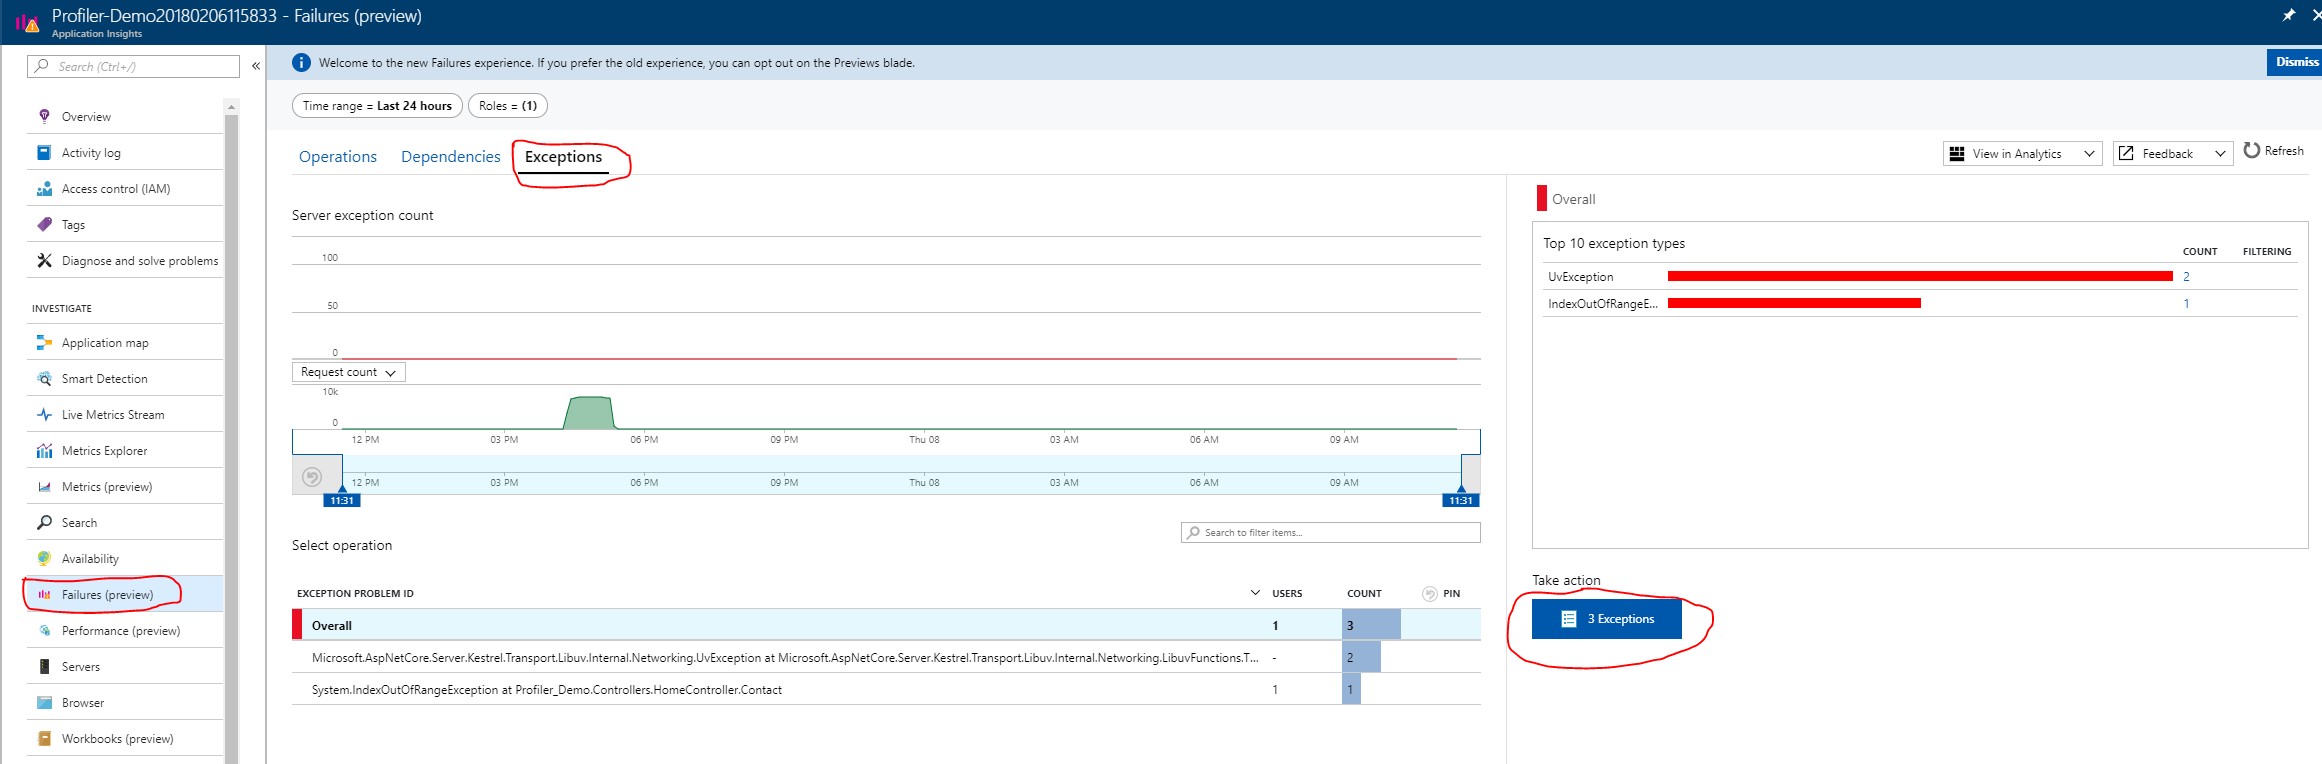 Profiler-Demo20180206115833 - Failures (preview)
Application Insights
Search (Ctrl+/)
«
Overview
Activity log
Access control (IAM)
Tags
Diagnose and solve problems
INVESTIGATE
Application map
Smart Detection
Live Metrics Stream
Metrics Explorer
Metrics (preview)
Search
Availability
Failures (preview)
Performance (preview)
Servers
Browser
Workbooks (preview)
Welcome to the new Failures experience. If you prefer the old experience, you can opt out on the Previews blade.
Dismiss
Time range = Last 24 hours
Roles = (1)
Operations Dependencies Exceptions
View in Analytics
Feedback
Refresh
Server exception count
100
50
0
Request count
10k
0
12 PM 03 PM 06 PM 09 PM Thu 08 03 AM 06 AM 09 AM
12 PM 03 PM 06 PM 09 PM Thu 08 03 AM 06 AM 09 AM
11:31 11:31
Select operation
Search to filter items...
EXCEPTION PROBLEM ID USERS COUNT PIN
Overall 1 3
Microsoft.AspNetCore.Server.Kestrel.Transport.Libuv.Internal.Networking.UvException at Microsoft.AspNetCore.Server.Kestrel.Transport.Libuv.Internal.Networking.LibuvFunctions.T... - 2
System.IndexOutOfRangeException at Profiler_Demo.Controllers.HomeController.Contact 1 1
Overall
Top 10 exception types
COUNT FILTERING
UvException 2
IndexOutOfRangeE... 1
Take action
3 Exceptions